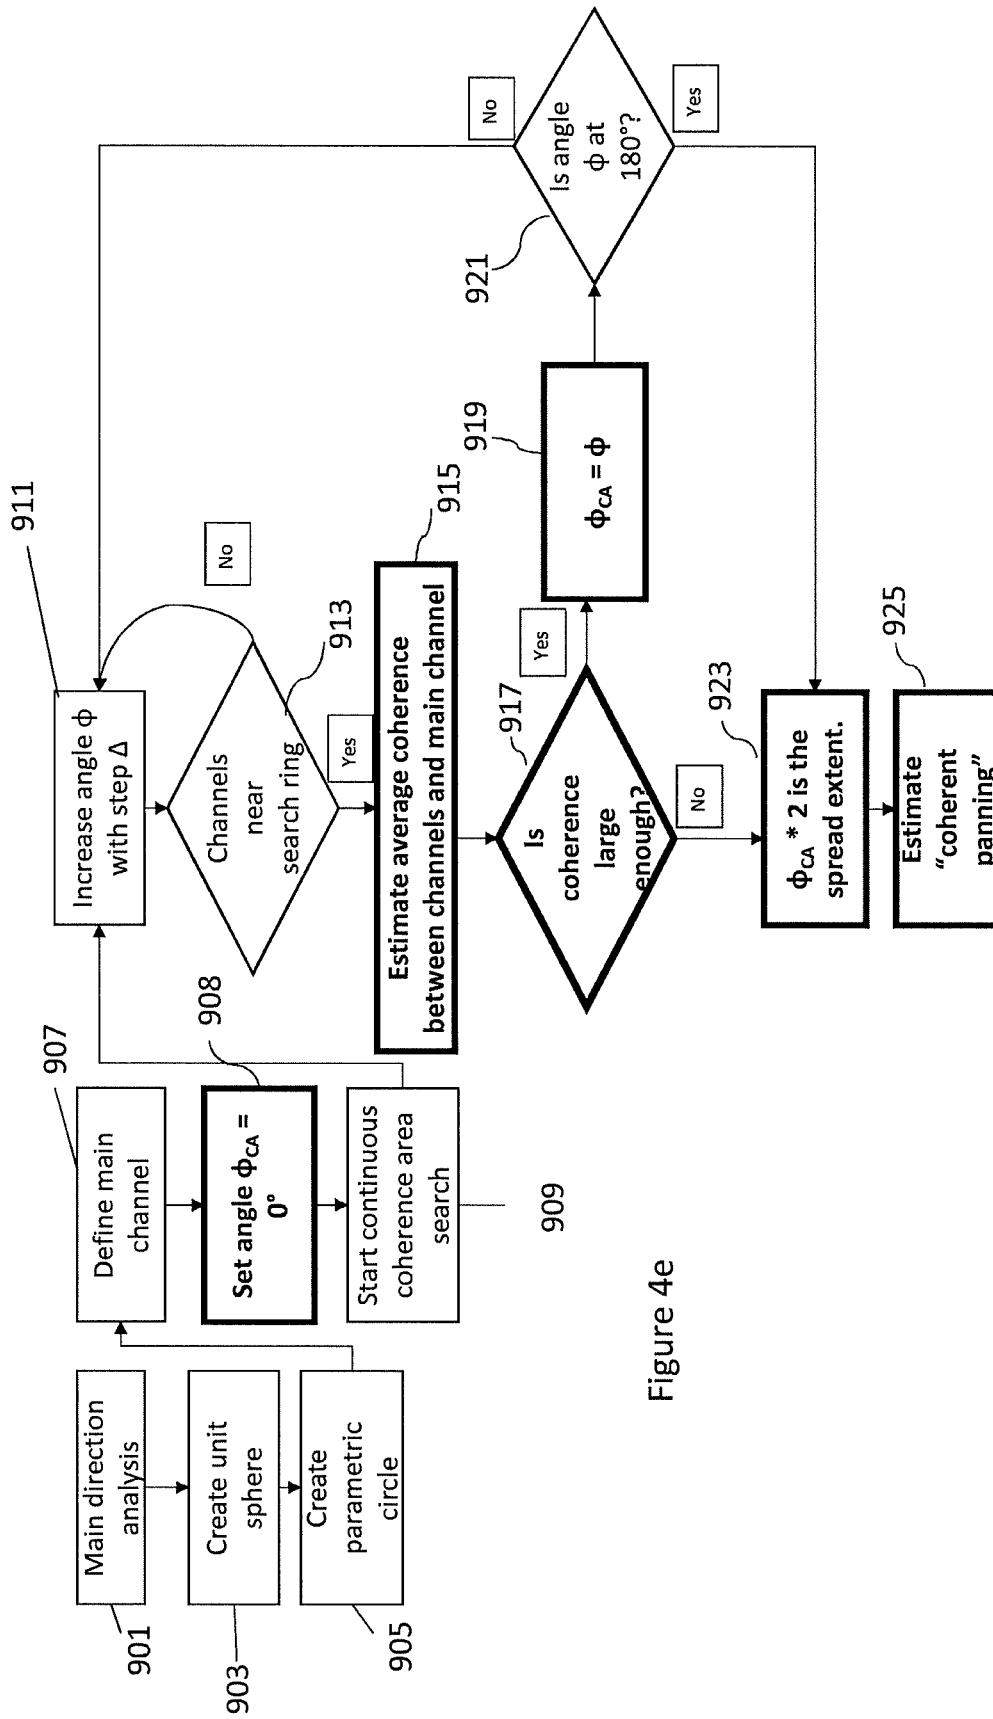 901
Main direction
analysis
903
Create unit
sphere
905
Create
parametric
circle
907
Define main
channel
908
Set angle ϕCA =
0°
Start continuous
coherence area
search
909
911
Increase angle ϕ
with step Δ
No
913
Channels
near
search ring
Yes
915
Estimate average coherence
between channels and main channel
917
Is
coherence
large
enough?
Yes
No
919
ϕCA = ϕ
921
Is angle
ϕ at
180°?
No
Yes
923
ϕCA * 2 is the
spread extent.
925
Estimate
“coherent
panning”
Figure 4e